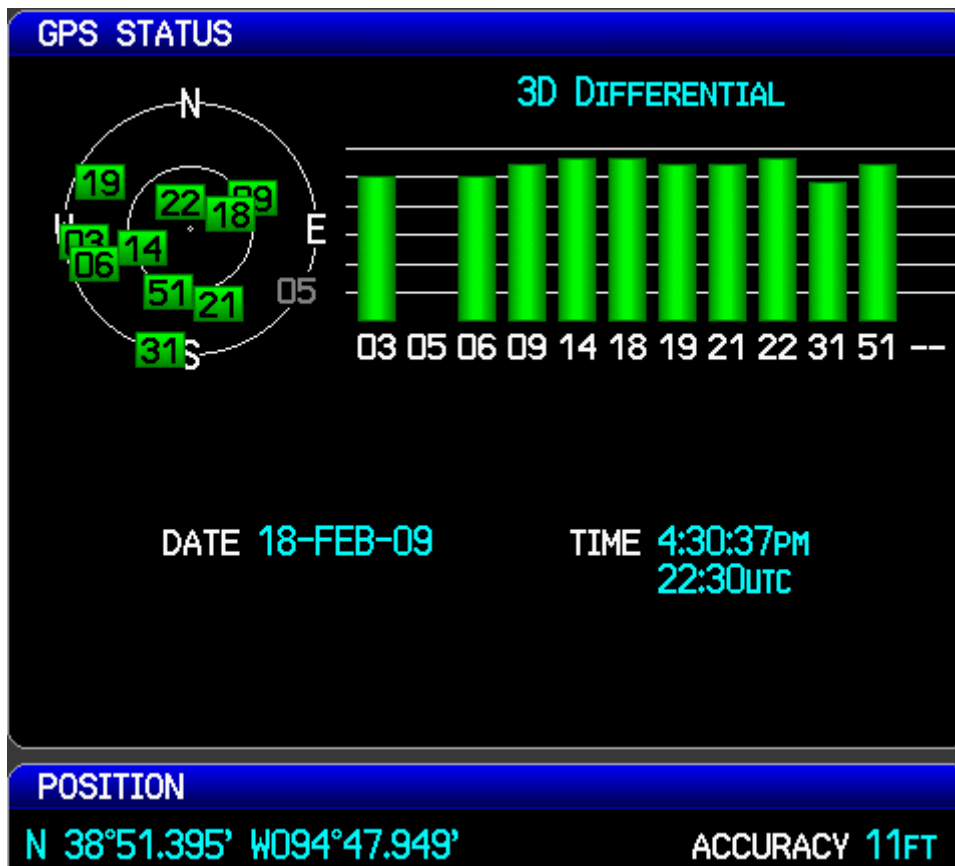 GPS STATUS
3D DIFFERENTIAL
N
19
22
09
18
E
03
14
06
51
21
05
31
S
03 05 06 09 14 18 19 21 22 31 51 --
DATE 18-FEB-09
TIME 4:30:37PM
22:30UTC
POSITION
N 38°51.395' W094°47.949'
ACCURACY 11FT